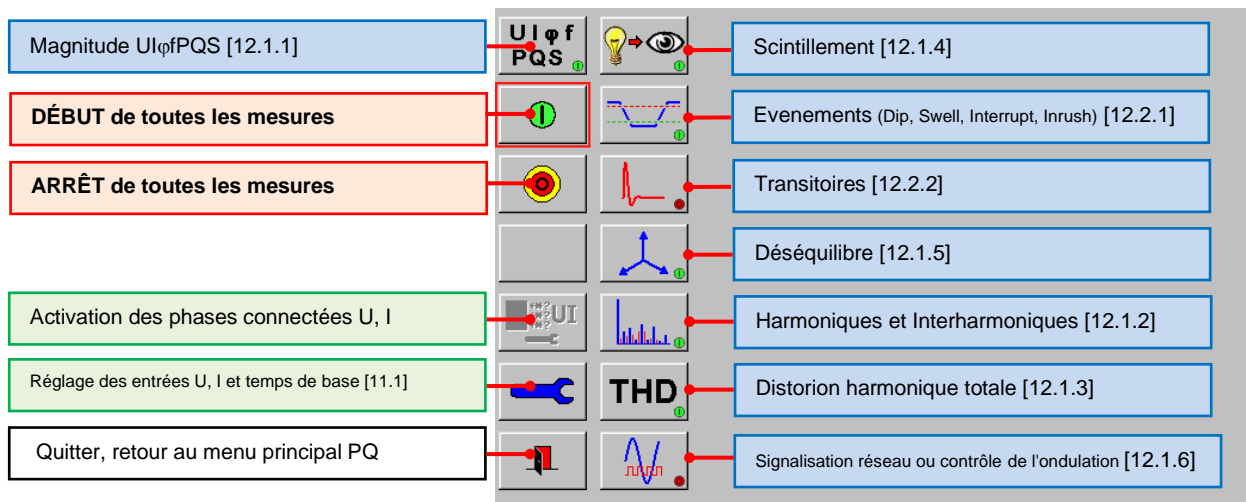 Magnitude UIφfPQS [12.1.1]
U I φ f
PQS
Scintillement [12.1.4]
DÉBUT de toutes les mesures
Evenements (Dip, Swell, Interrupt, Inrush) [12.2.1]
ARRÊT de toutes les mesures
Transitoires [12.2.2]
Déséquilibre [12.1.5]
Activation des phases connectées U, I
+*?
+*?UI
+*?
Harmoniques et Interharmoniques [12.1.2]
Réglage des entrées U, I et temps de base [11.1]
THD
Distorion harmonique totale [12.1.3]
Quitter, retour au menu principal PQ
Signalisation réseau ou contrôle de l'ondulation [12.1.6]